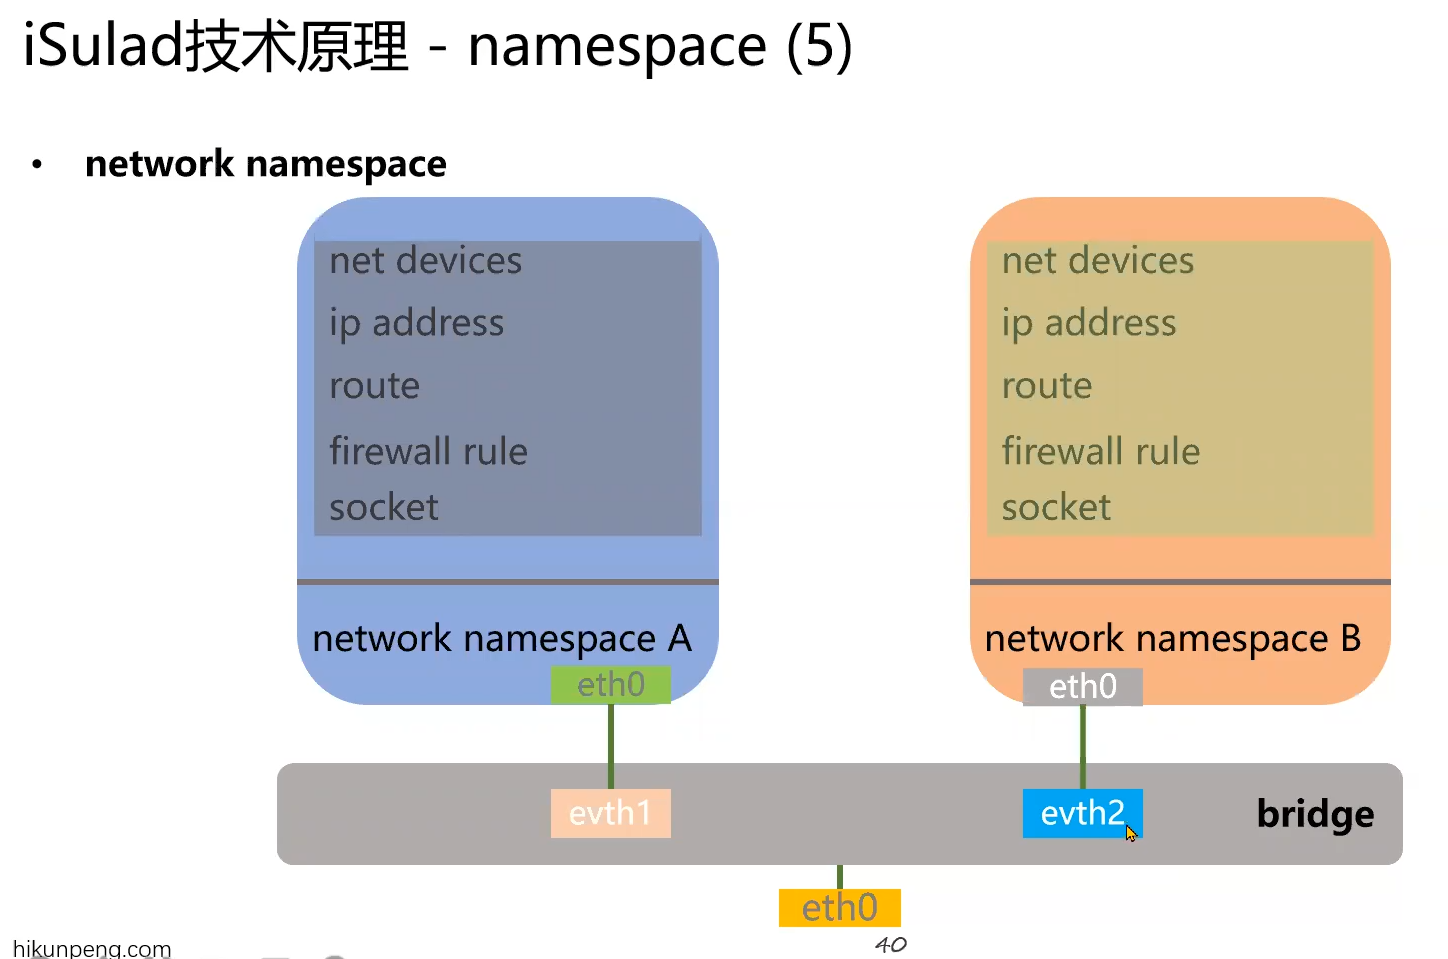 iSulad技术原理 - namespace (5)
• network namespace
net devices
ip address
route
firewall rule
socket
network namespace A
eth0
net devices
ip address
route
firewall rule
socket
network namespace B
eth0
evth1
evth2
bridge
eth0
40
hikunpeng.com